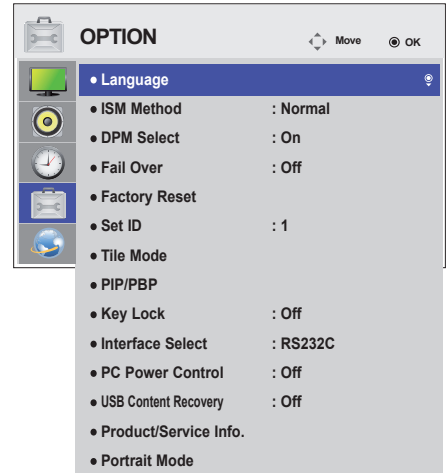 OPTION Move OK
● Language
● ISM Method : Normal
● DPM Select : On
● Fail Over : Off
● Factory Reset
● Set ID : 1
● Tile Mode
● PIP/PBP
● Key Lock : Off
● Interface Select : RS232C
● PC Power Control : Off
● USB Content Recovery : Off
● Product/Service Info.
● Portrait Mode